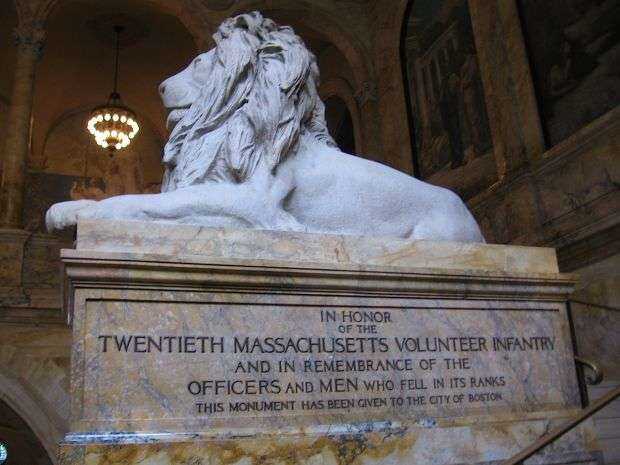 IN HONOR
OF THE
TWENTIETH MASSACHUSETTS VOLUNTEER INFANTRY
AND IN REMEMBRANCE OF THE
OFFICERS AND MEN WHO FELL IN ITS RANKS
THIS MONUMENT HAS BEEN GIVEN TO THE CITY OF BOSTON